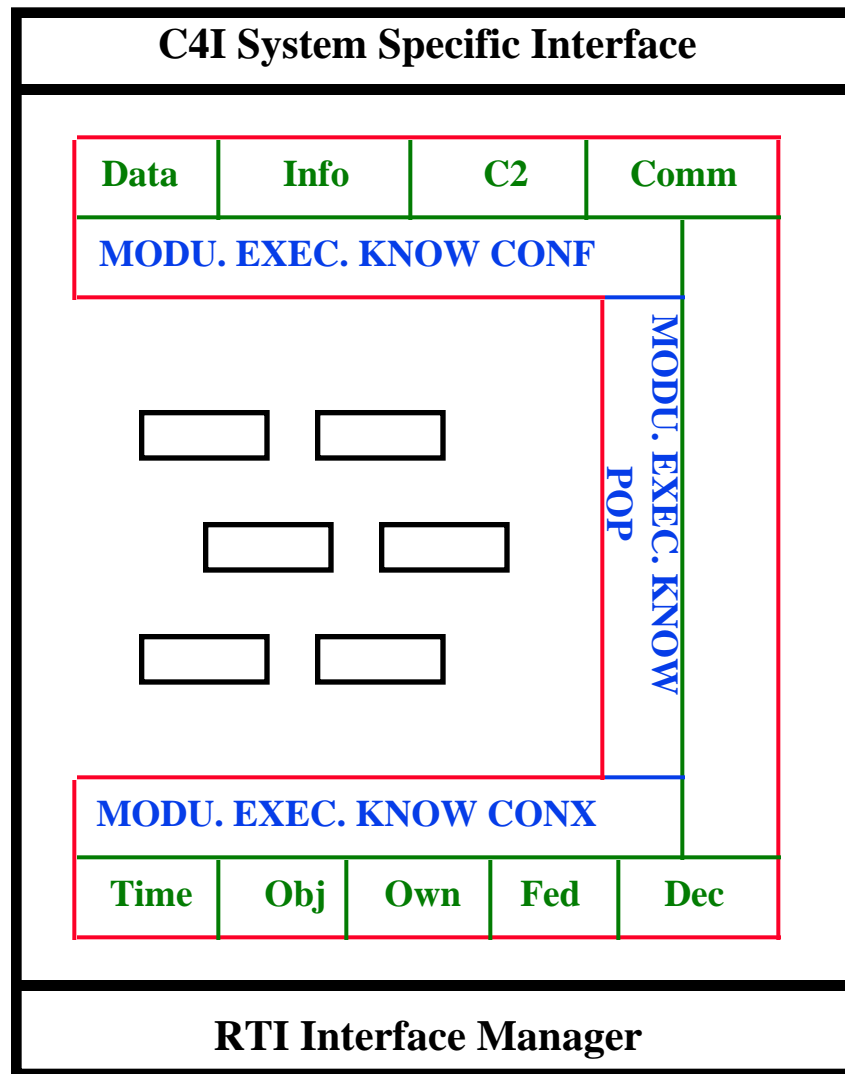 C4I System Specific Interface
Data Info C2 Comm
MODU. EXEC. KNOW CONF
MODU. EXEC. KNOW
POP
MODU. EXEC. KNOW CONX
Time Obj Own Fed Dec
RTI Interface Manager